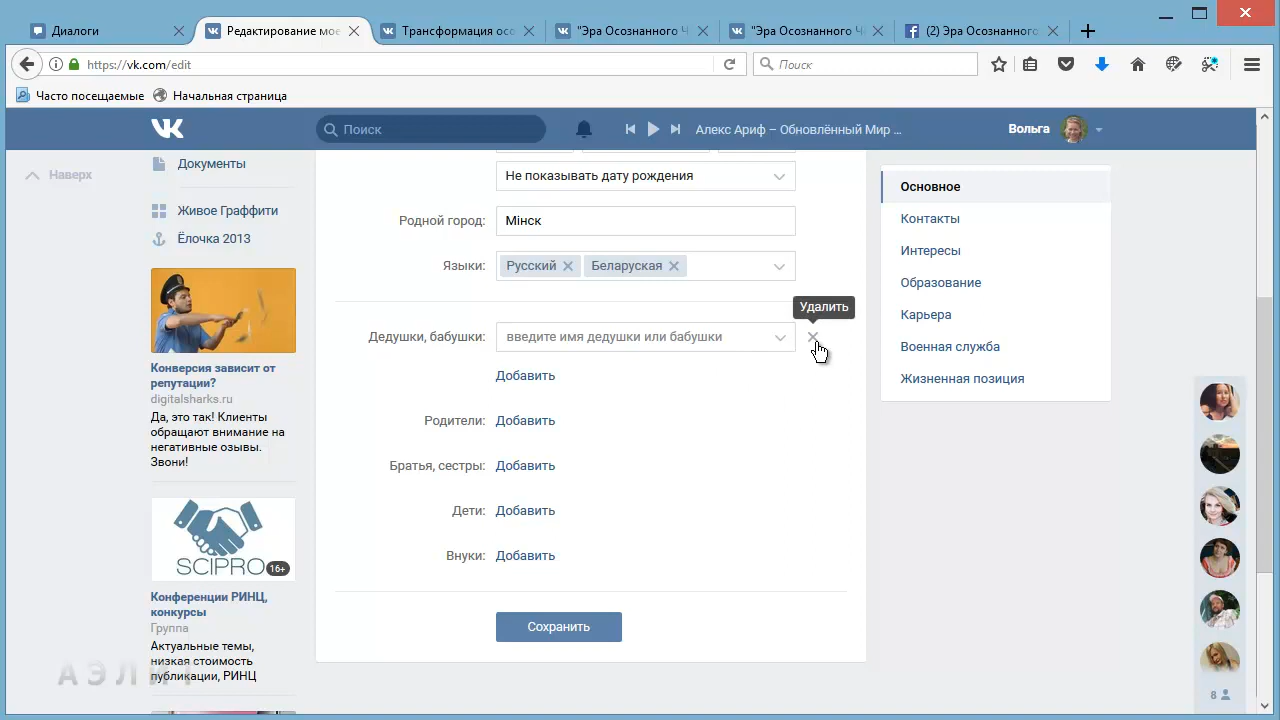 Диалоги
Редактирование мое
Трансформация осо
"Эра Осознанного Ч
"Эра Осознанного Ч
(2) Эра Осознанного
https://vk.com/edit
Поиск
Часто посещаемые
Начальная страница
Поиск
Алекс Ариф – Обновлённый Мир ...
Вольга
Наверх
Документы
Живое Граффити
Ёлочка 2013
Конверсия зависит от
репутации?
digitalsharks.ru
Да, это так! Клиенты
обращают внимание на
негативные озывы.
Звони!
SCIPRO
16+
Конференции РИНЦ,
конкурсы
Группа
Актуальные темы,
низкая стоимость
публикации, РИНЦ
Не показывать дату рождения
Родной город:
Мінск
Языки:
Русский
Беларуская
Удалить
Дедушки, бабушки:
введите имя дедушки или бабушки
Добавить
Родители:
Добавить
Братья, сестры:
Добавить
Дети:
Добавить
Внуки:
Добавить
Сохранить
Основное
Контакты
Интересы
Образование
Карьера
Военная служба
Жизненная позиция
8